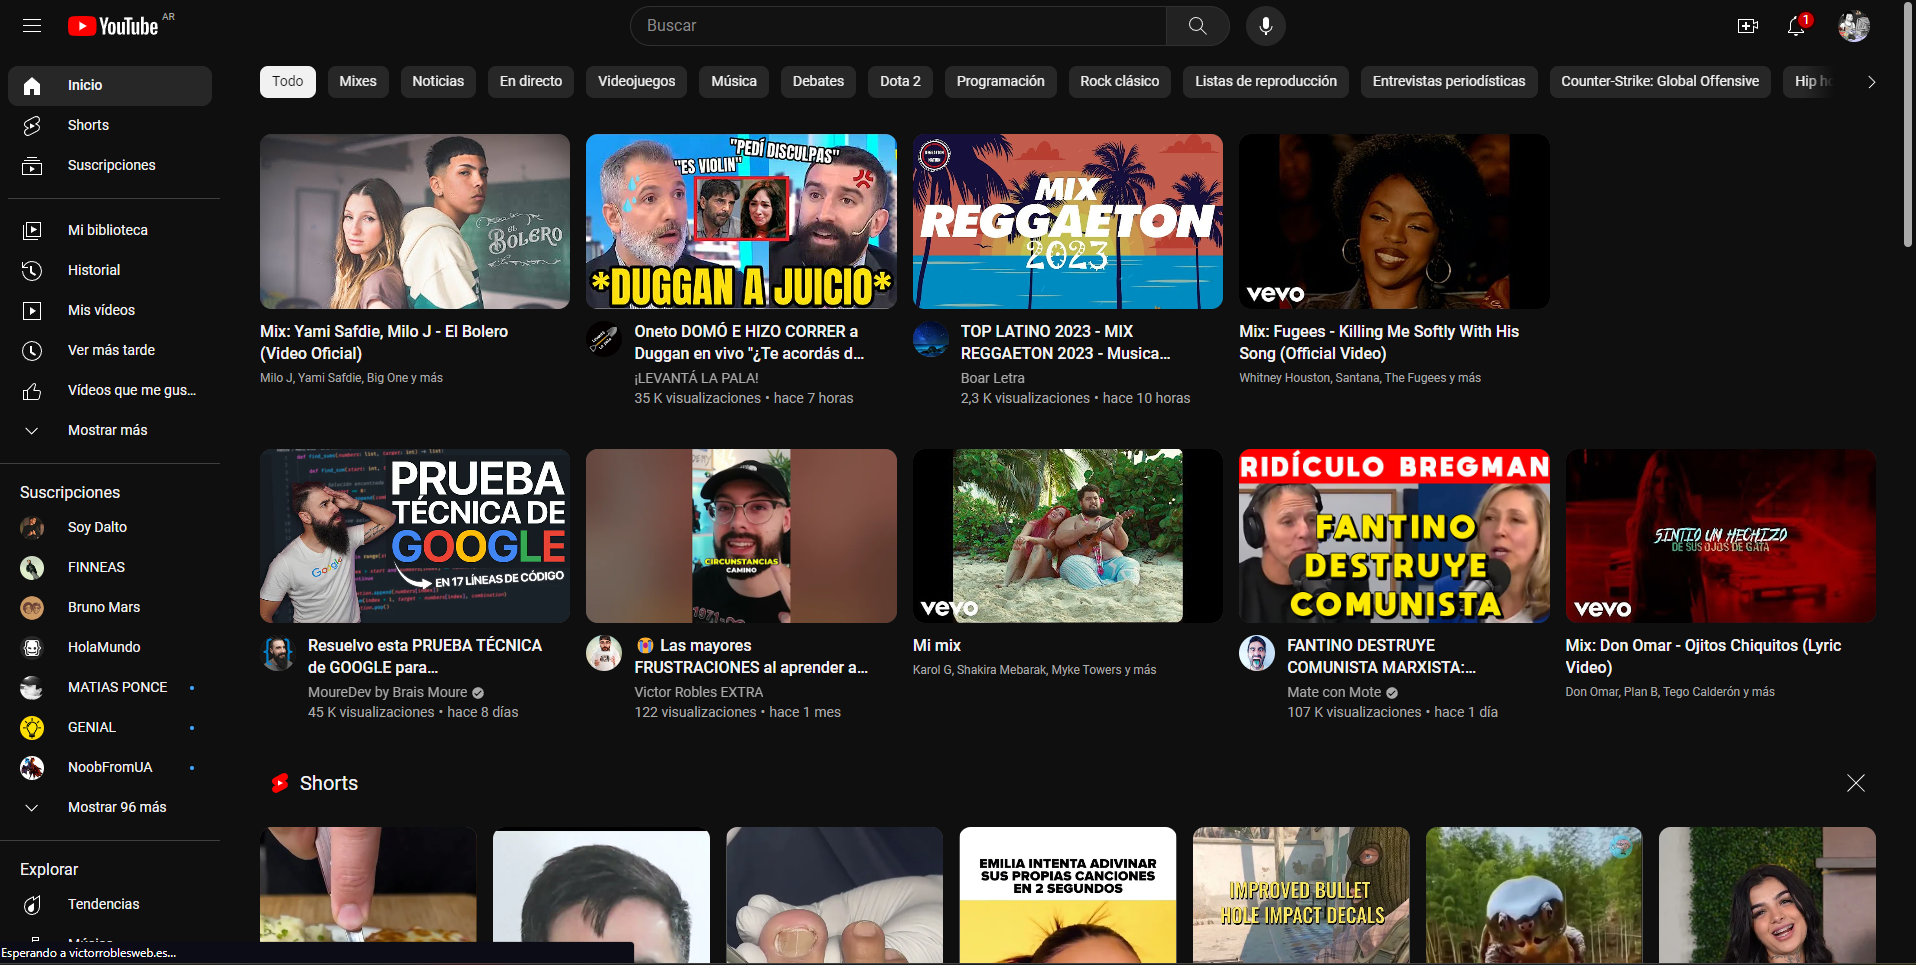 YouTube AR
Buscar
1
Inicio
Shorts
Suscripciones
Mi biblioteca
Historial
Mis vídeos
Ver más tarde
Vídeos que me gus...
Mostrar más
Suscripciones
Soy Dalto
FINNEAS
Bruno Mars
HolaMundo
MATIAS PONCE
GENIAL
NoobFromUA
Mostrar 96 más
Explorar
Tendencias
Esperando a victorroblesweb.es...
Todo
Mixes
Noticias
En directo
Videojuegos
Música
Debates
Dota 2
Programación
Rock clásico
Listas de reproducción
Entrevistas periodísticas
Counter-Strike: Global Offensive
Hip
el
BOLERO
Mix: Yami Safdie, Milo J - El Bolero
(Video Oficial)
Milo J, Yami Safdie, Big One y más
"ES VIOLIN"
"PEDÍ DISCULPAS"
*DUGGAN A JUICIO*
Oneto DOMÓ E HIZO CORRER a
Duggan en vivo "¿Te acordás d...
¡LEVANTÁ LA PALA!
35 K visualizaciones • hace 7 horas
MIX
REGGAETON
2023
TOP LATINO 2023 - MIX
REGGAETON 2023 - Musica...
Boar Letra
2,3 K visualizaciones • hace 10 horas
vevo
Mix: Fugees - Killing Me Softly With His
Song (Official Video)
Whitney Houston, Santana, The Fugees y más
PRUEBA
TÉCNICA DE
GOOGLE
EN 17 LÍNEAS DE CÓDIGO
Resuelvo esta PRUEBA TÉCNICA
de GOOGLE para...
MoureDev by Brais Moure
45 K visualizaciones • hace 8 días
CIRCUNSTANCIAS
CAMINO
😭 Las mayores
FRUSTRACIONES al aprender a...
Victor Robles EXTRA
122 visualizaciones • hace 1 mes
vevo
Mi mix
Karol G, Shakira Mebarak, Myke Towers y más
RIDÍCULO BREGMAN
FANTINO
DESTRUYE
COMUNISTA
FANTINO DESTRUYE
COMUNISTA MARXISTA:...
Mate con Mote
107 K visualizaciones • hace 1 día
SINTIO UN HECHIZO
DE SUS OJOS DE GATA
vevo
Mix: Don Omar - Ojitos Chiquitos (Lyric
Video)
Don Omar, Plan B, Tego Calderón y más
Shorts
EMILIA INTENTA ADIVINAR
SUS PROPIAS CANCIONES
EN 2 SEGUNDOS
IMPROVED BULLET
HOLE IMPACT DECALS